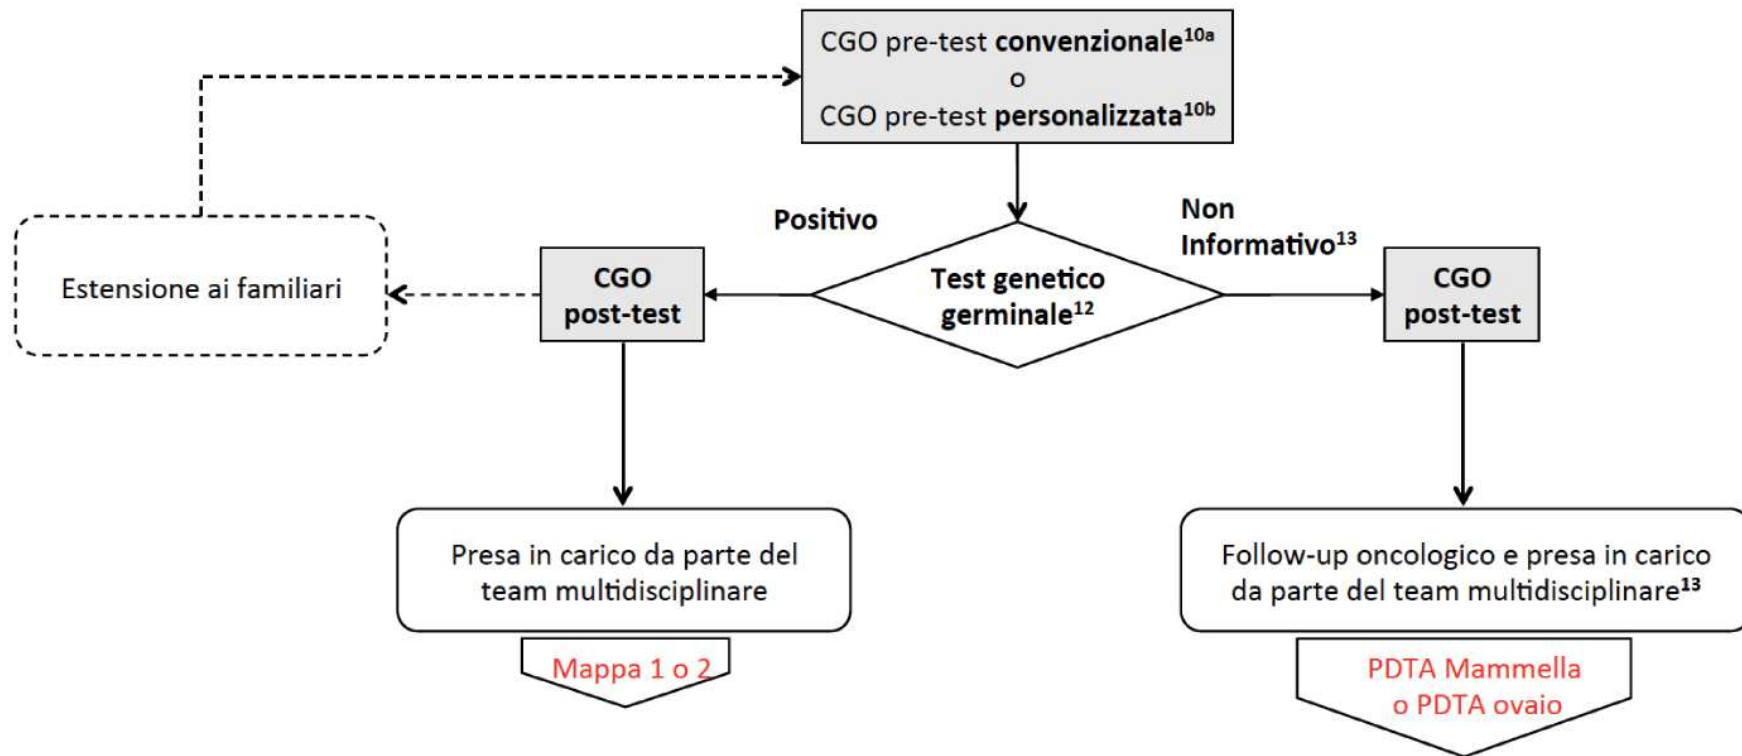 CGO pre-test convenzionale10a
o
CGO pre-test personalizzata10b
Positivo
Non
Informativo13
Estensione ai familiari
CGO
post-test
Test genetico
germinale12
CGO
post-test
Presa in carico da parte del
team multidisciplinare
Follow-up oncologico e presa in carico
da parte del team multidisciplinare13
Mappa 1 o 2
PDTA Mammella
o PDTA ovaio